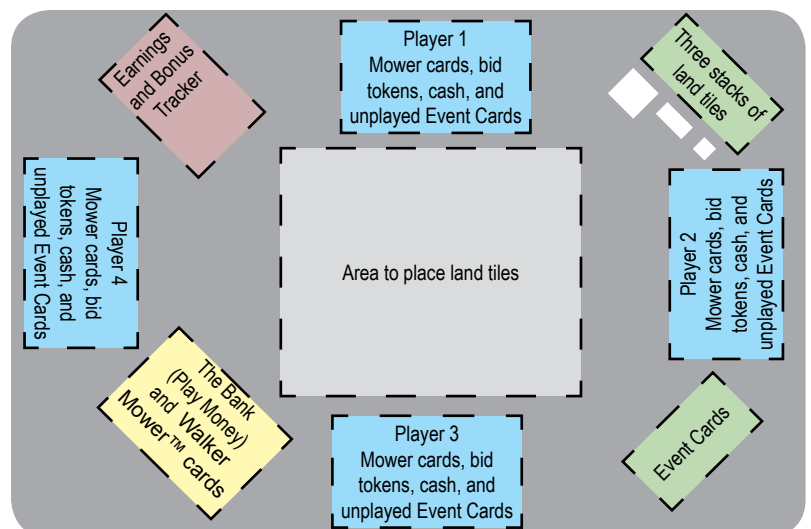 Earnings
and Bonus
Tracker
Player 1
Mower cards, bid
tokens, cash, and
unplayed Event Cards
Three stacks of
land tiles
Player 4
Mower cards, bid
tokens, cash, and
unplayed Event Cards
Area to place land tiles
Player 2
Mower cards, bid
tokens, cash, and
unplayed Event Cards
The Bank
(Play Money)
and Walker
Mower™ cards
Player 3
Mower cards, bid
tokens, cash, and
unplayed Event Cards
Event Cards